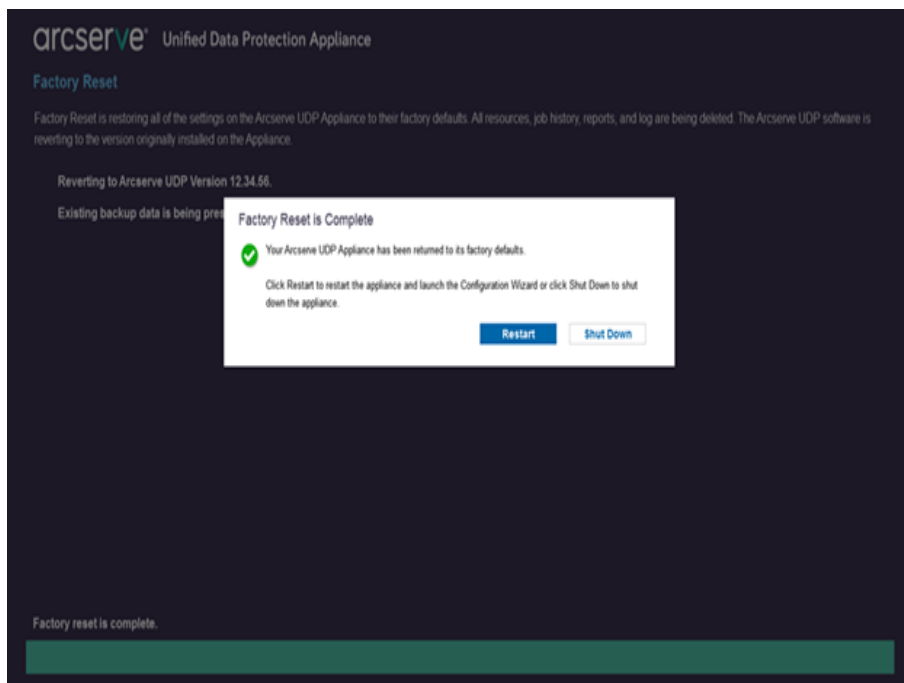 arcserve® Unified Data Protection Appliance
Factory Reset
Factory Reset is restoring all of the settings on the Arcserve UDP Appliance to their factory defaults. All resources, job history, reports, and log are being deleted. The Arcserve UDP software is
reverting to the version originally installed on the Appliance.
Reverting to Arcserve UDP Version 12.34.56.
Existing backup data is being pres
Factory Reset is Complete
Your Arcserve UDP Appliance has been returned to its factory defaults.
Click Restart to restart the appliance and launch the Configuration Wizard or click Shut Down to shut
down the appliance.
Restart Shut Down
Factory reset is complete.